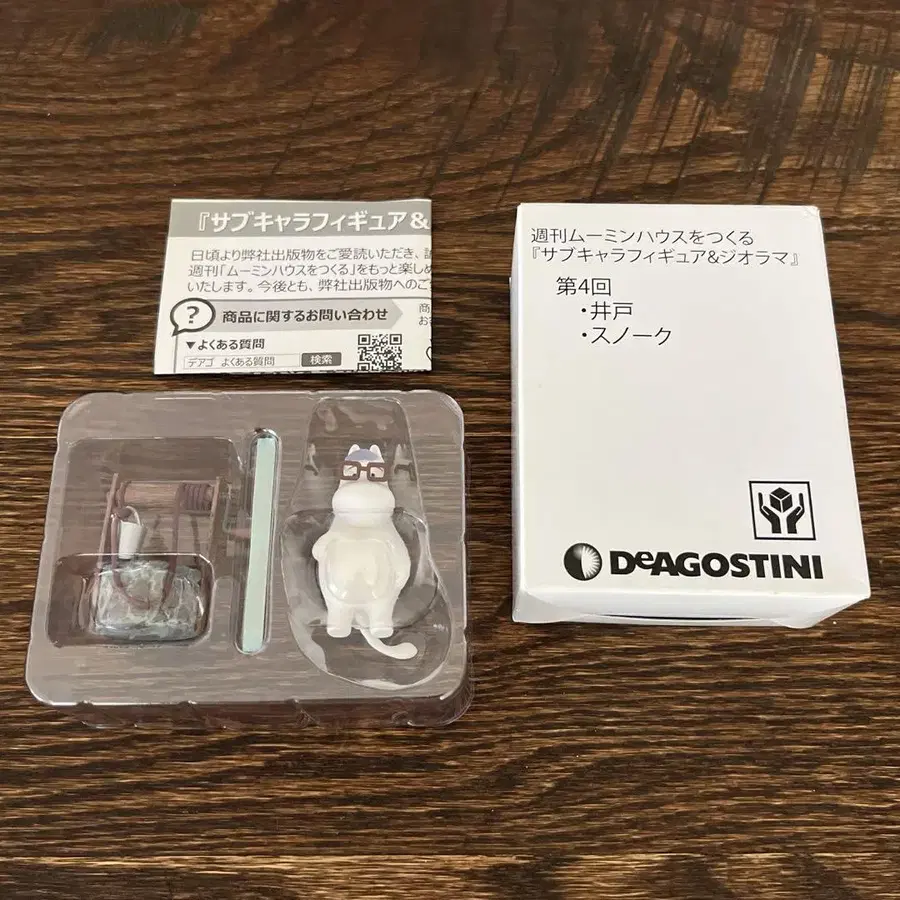 『サブキャラフィギュア&
日頃より弊社出版物をご愛読いただき、誠
週刊「ムーミンハウスをつくる」をもっと楽しめ
いたします。今後とも、弊社出版物へのご
?
商品に関するお問い合わせ
商
お
▼よくある質問
デアゴ よくある質問 検索
週刊ムーミンハウスをつくる
『サブキャラフィギュア&ジオラマ』
第4回
・井戸
・スノーク
DeAGOSTINI